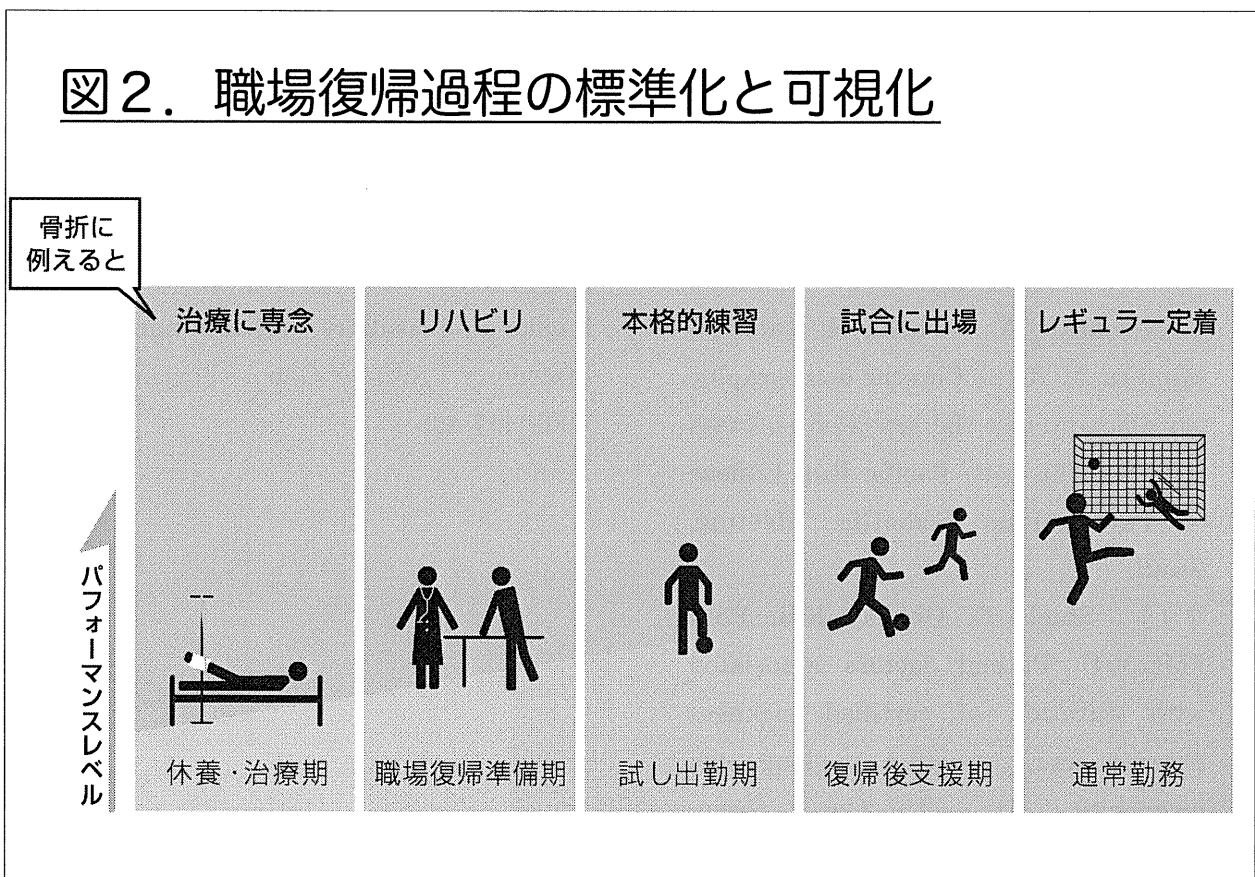 図２．職場復帰過程の標準化と可視化
骨折に
例えると
治療に専念
リハビリ
本格的練習
試合に出場
レギュラー定着
パフォーマンスレベル
休養・治療期
職場復帰準備期
試し出勤期
復帰後支援期
通常勤務